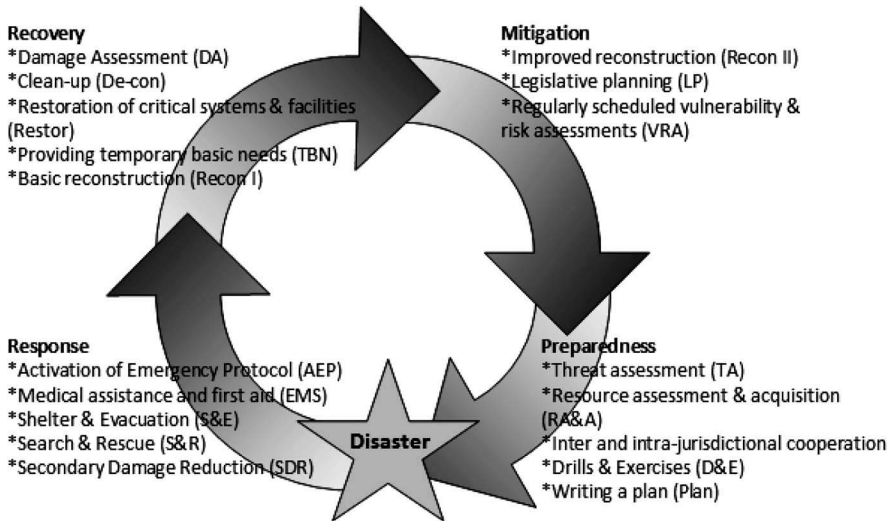 Recovery
*Damage Assessment (DA)
*Clean-up (De-con)
*Restoration of critical systems & facilities
(Restor)
*Providing temporary basic needs (TBN)
*Basic reconstruction (Recon I)
Mitigation
*Improved reconstruction (Recon II)
*Legislative planning (LP)
*Regularly scheduled vulnerability &
risk assessments (VRA)
Response
*Activation of Emergency Protocol (AEP)
*Medical assistance and first aid (EMS)
*Shelter & Evacuation (S&E)
*Search & Rescue (S&R)
*Secondary Damage Reduction (SDR)
Disaster
Preparedness
*Threat assessment (TA)
*Resource assessment & acquisition
(RA&A)
*Inter and intra-jurisdictional cooperation
*Drills & Exercises (D&E)
*Writing a plan (Plan)